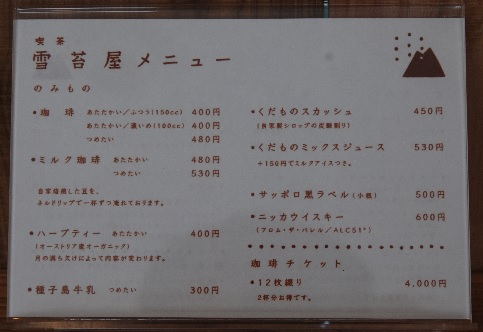 喫茶
雪苔屋メニュー
のみもの
•珈琲 あたたかい/ふつう(150cc) 400円
あたたかい/濃いめ(100cc) 400円
つめたい 480円
•ミルク珈琲 あたたかい 480円
つめたい 530円
自家焙煎した豆を、
ネルドリップで一杯ずつ淹れております。
•ハーブティー あたたかい 400円
(オーストリア産オーガニック)
月の満ち欠けによって内容が変わります。
•種子島牛乳 つめたい 300円
•くだものスカッシュ 450円
(自家製シロップの炭酸割り)
•くだものミックスジュース 530円
+150円でミルクアイスつき。
•サッポロ黒ラベル(小瓶) 500円
•ニッカウイスキー 600円
(フロム・ザ・バレル/ALC51°)
珈琲チケット
•12枚綴り 4.000円
2杯分お得です。